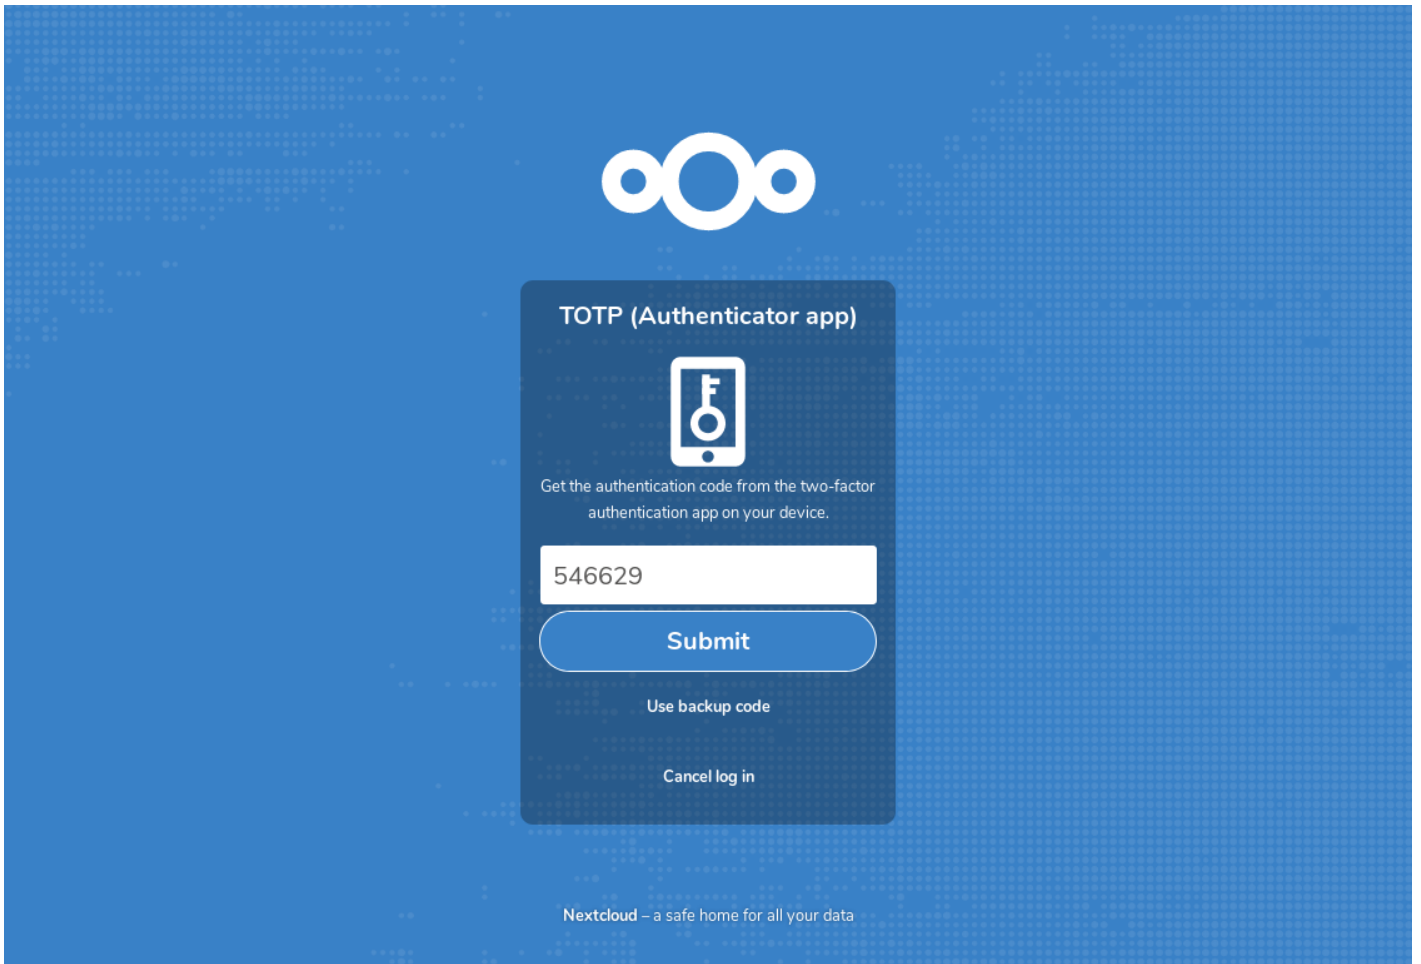 TOTP (Authenticator app)
Get the authentication code from the two-factor
authentication app on your device.
546629
Submit
Use backup code
Cancel log in
Nextcloud – a safe home for all your data